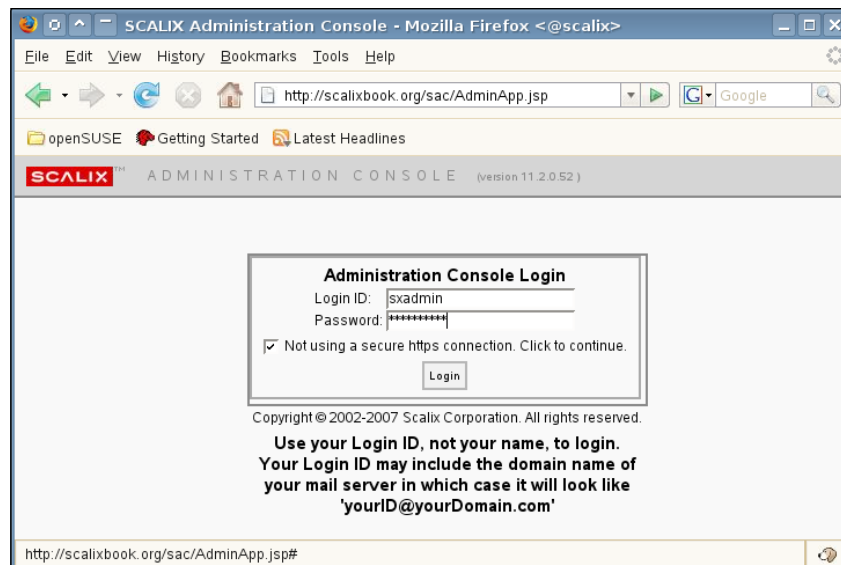 SCALIX Administration Console - Mozilla Firefox <@scalix>
File Edit View History Bookmarks Tools Help
http://scalixbook.org/sac/AdminApp.jsp G Google
openSUSE Getting Started Latest Headlines
SCALIX™ ADMINISTRATION CONSOLE (version 11.2.0.52 )
Administration Console Login
Login ID: sxadmin
Password: **********
Not using a secure https connection. Click to continue.
Login
Copyright © 2002-2007 Scalix Corporation. All rights reserved.
Use your Login ID, not your name, to login.
Your Login ID may include the domain name of
your mail server in which case it will look like
'yourID@yourDomain.com'
http://scalixbook.org/sac/AdminApp.jsp#